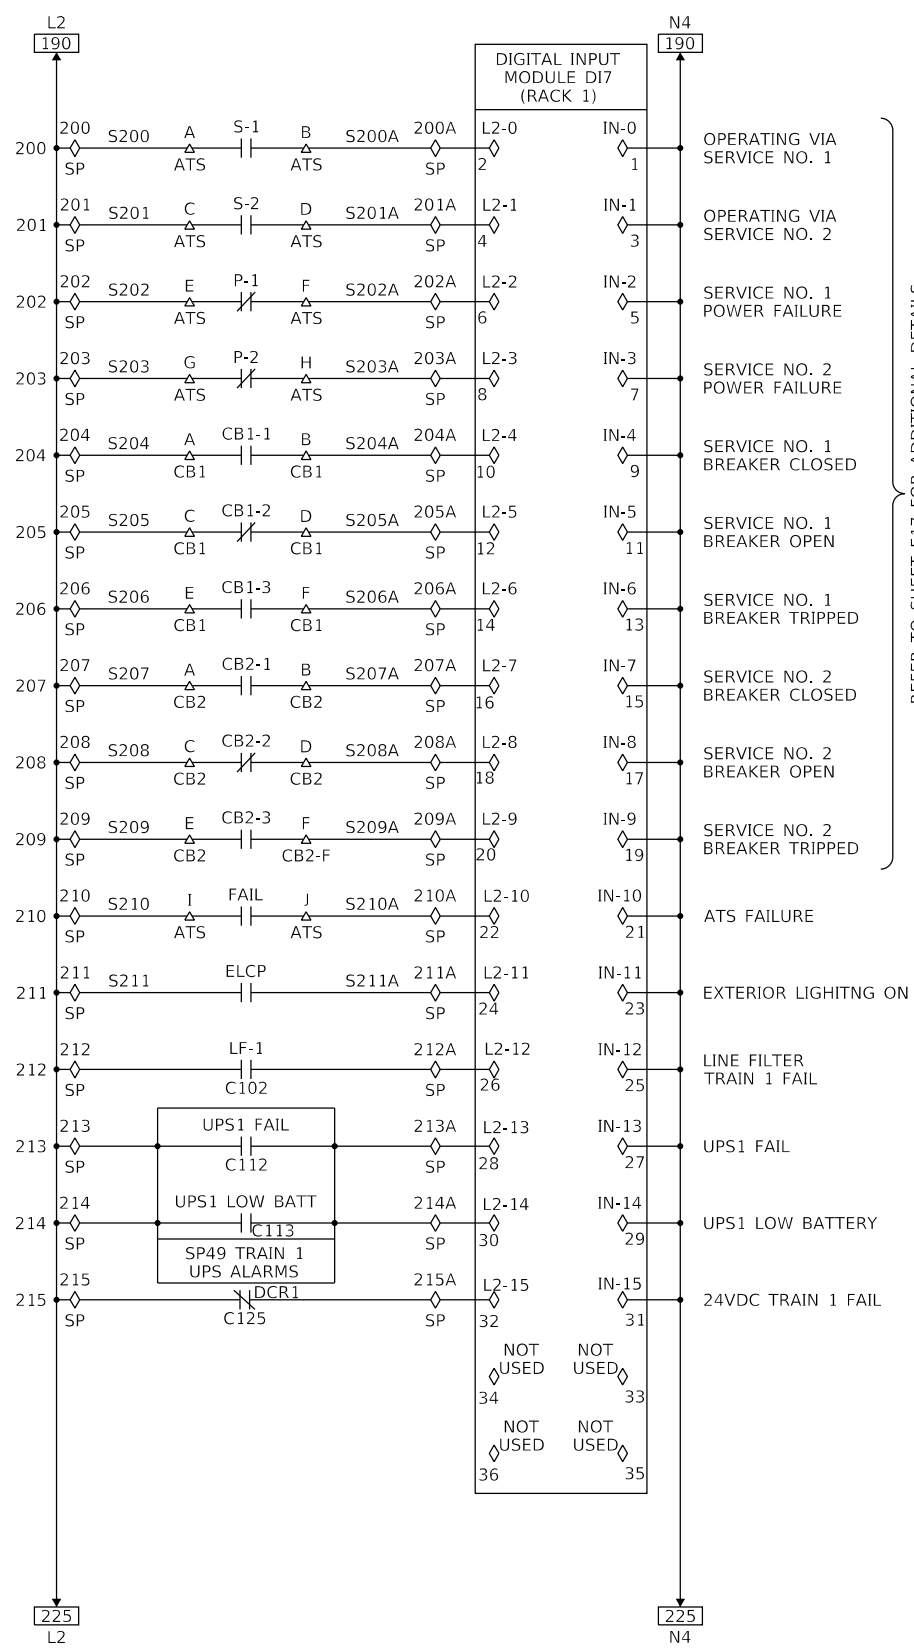 L2
190
N4
190
DIGITAL INPUT
MODULE DI7
(RACK 1)
200 200 S200 A S-1 B S200A 200A L2-0 IN-0 OPERATING VIA
SP ATS ATS SP 2 1 SERVICE NO. 1
201 201 S201 C S-2 D S201A 201A L2-1 IN-1 OPERATING VIA
SP ATS ATS SP 4 3 SERVICE NO. 2
202 202 S202 E P-1 F S202A 202A L2-2 IN-2 SERVICE NO. 1
SP ATS ATS SP 6 5 POWER FAILURE
203 203 S203 G P-2 H S203A 203A L2-3 IN-3 SERVICE NO. 2
SP ATS ATS SP 8 7 POWER FAILURE
204 204 S204 A CB1-1 B S204A 204A L2-4 IN-4 SERVICE NO. 1
SP CB1 CB1 SP 10 9 BREAKER CLOSED
205 205 S205 C CB1-2 D S205A 205A L2-5 IN-5 SERVICE NO. 1
SP CB1 CB1 SP 12 11 BREAKER OPEN
206 206 S206 E CB1-3 F S206A 206A L2-6 IN-6 SERVICE NO. 1
SP CB1 CB1 SP 14 13 BREAKER TRIPPED
207 207 S207 A CB2-1 B S207A 207A L2-7 IN-7 SERVICE NO. 2
SP CB2 CB2 SP 16 15 BREAKER CLOSED
208 208 S208 C CB2-2 D S208A 208A L2-8 IN-8 SERVICE NO. 2
SP CB2 CB2 SP 18 17 BREAKER OPEN
209 209 S209 E CB2-3 F S209A 209A L2-9 IN-9 SERVICE NO. 2
SP CB2 CB2-F SP 20 19 BREAKER TRIPPED
210 210 S210 I FAIL J S210A 210A L2-10 IN-10 ATS FAILURE
SP ATS ATS SP 22 21
211 211 S211 ELCP S211A 211A L2-11 IN-11 EXTERIOR LIGHITNG ON
SP SP 24 23
212 212 LF-1 212A L2-12 IN-12 LINE FILTER
SP C102 SP 26 25 TRAIN 1 FAIL
213 213 UPS1 FAIL 213A L2-13 IN-13 UPS1 FAIL
SP C112 SP 28 27
214 214 UPS1 LOW BATT 214A L2-14 IN-14 UPS1 LOW BATTERY
SP C113 SP 30 29
SP49 TRAIN 1
UPS ALARMS
215 215 DCR1 215A L2-15 IN-15 24VDC TRAIN 1 FAIL
SP C125 SP 32 31
NOT NOT
USED USED
34 33
NOT NOT
USED USED
36 35
225
L2
225
N4